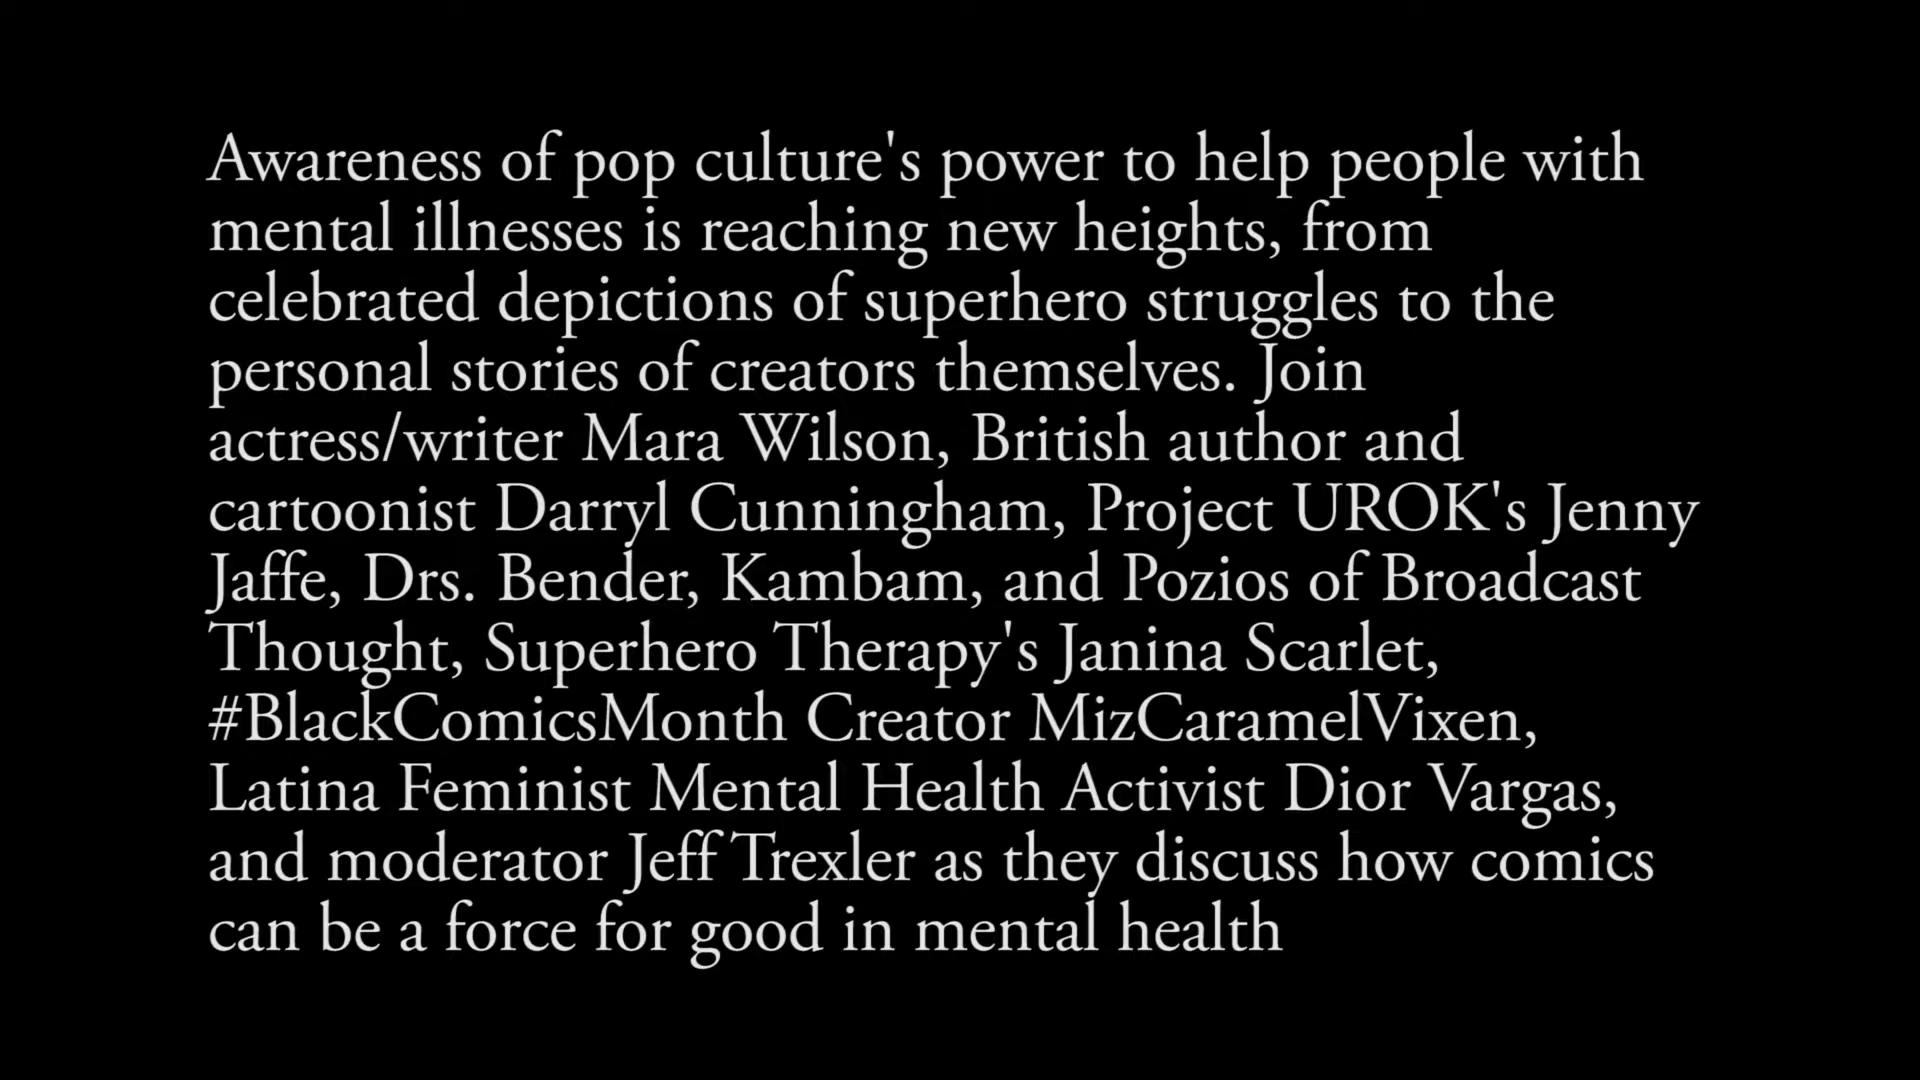 Awareness of pop culture's power to help people with
mental illnesses is reaching new heights, from
celebrated depictions of superhero struggles to the
personal stories of creators themselves. Join
actress/writer Mara Wilson, British author and
cartoonist Darryl Cunningham, Project UROK's Jenny
Jaffe, Drs. Bender, Kambam, and Pozios of Broadcast
Thought, Superhero Therapy's Janina Scarlet,
#BlackComicsMonth Creator MizCaramelVixen,
Latina Feminist Mental Health Activist Dior Vargas,
and moderator Jeff Trexler as they discuss how comics
can be a force for good in mental health